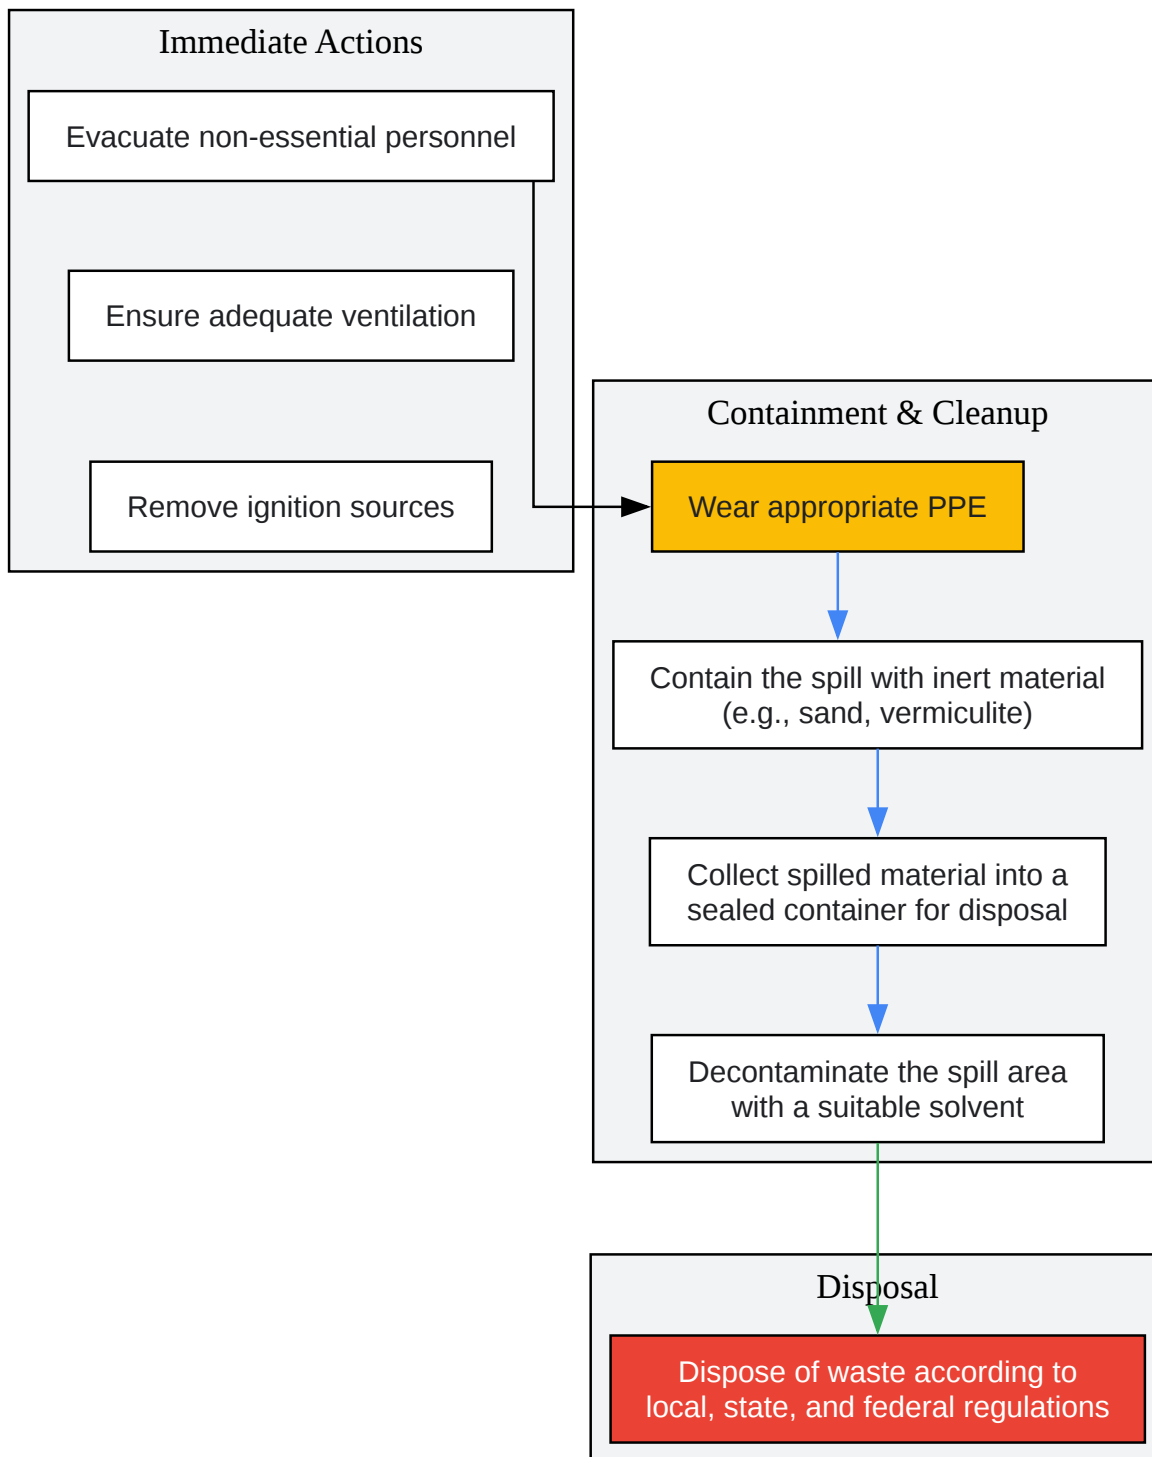 Immediate Actions
Evacuate non-essential personnel
Ensure adequate ventilation
Remove ignition sources
Containment & Cleanup
Wear appropriate PPE
Contain the spill with inert material
(e.g., sand, vermiculite)
Collect spilled material into a
sealed container for disposal
Decontaminate the spill area
with a suitable solvent
Disposal
Dispose of waste according to
local, state, and federal regulations